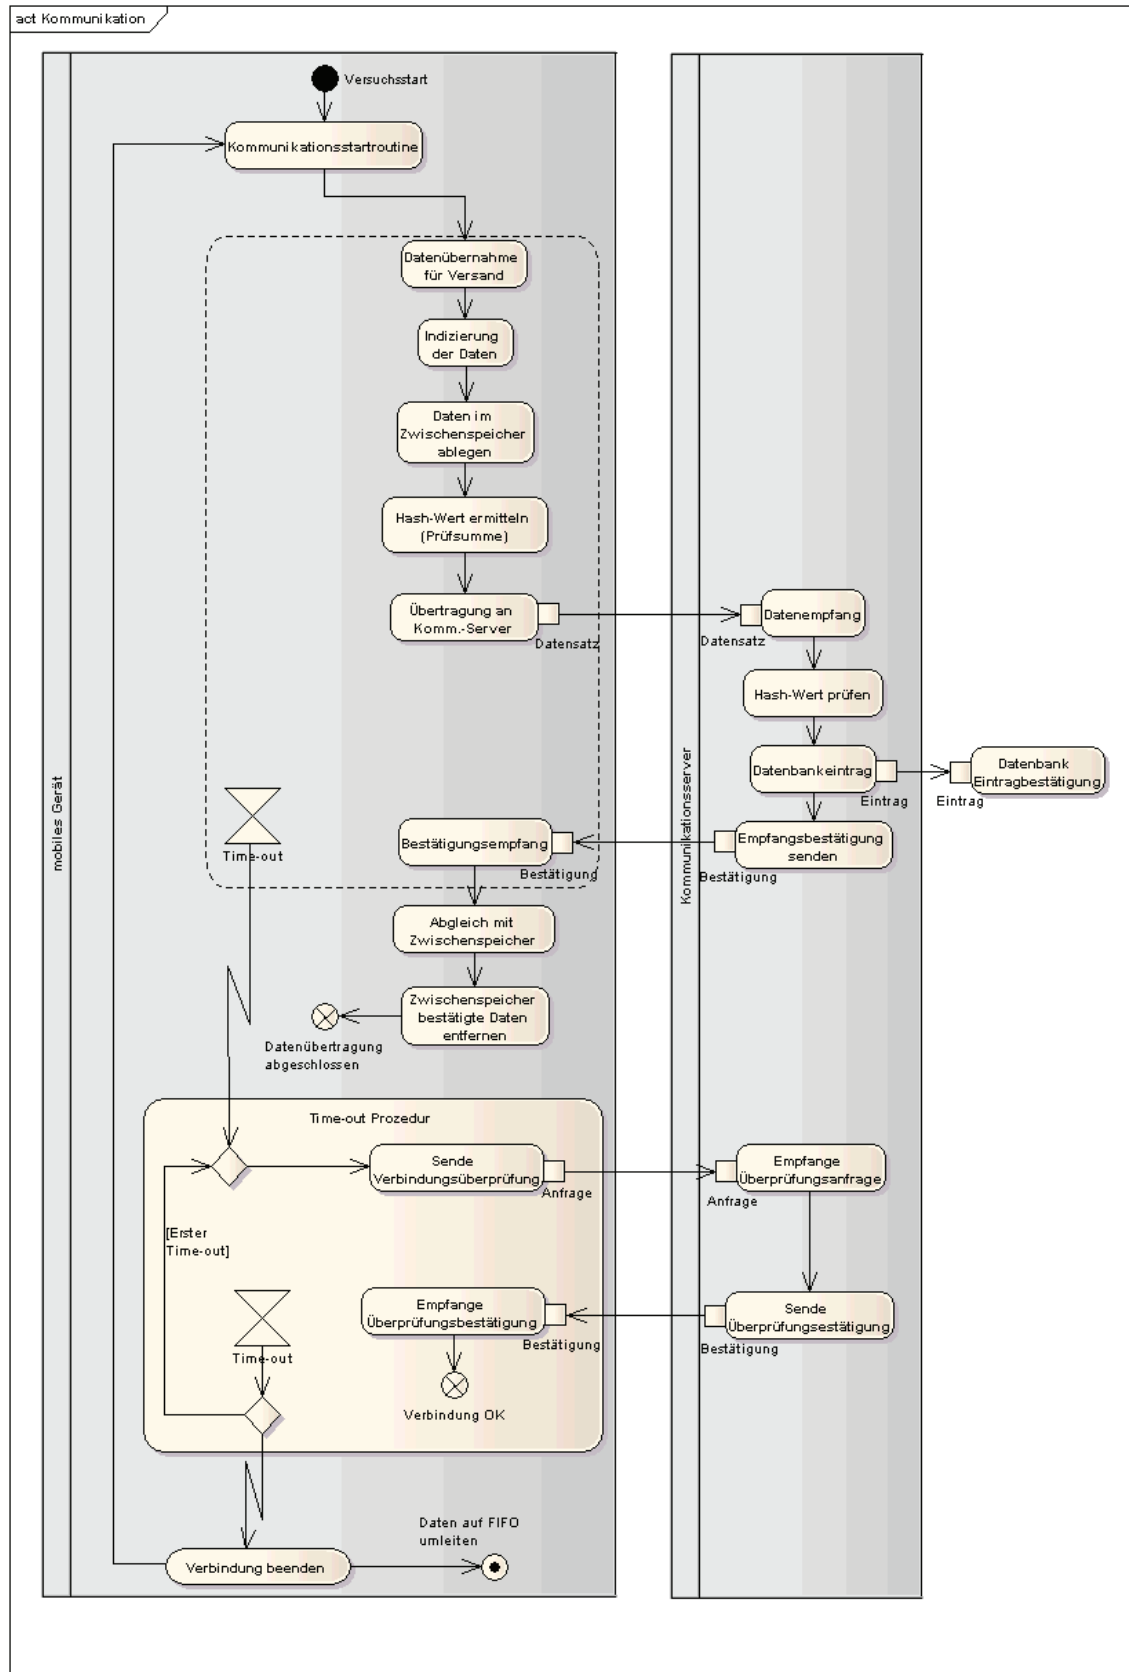 act Kommunikation
Versuchsstart
Kommunikationsstartroutine
Datenübernahme
für Versand
Indizierung
der Daten
Daten im
Zwischenspeicher
ablegen
Hash-Wert ermitteln
(Prüfsumme)
Übertragung an
Komm.-Server
Datensatz
Datensatz
Datenempfang
Hash-Wert prüfen
Datenbankeintrag
Eintrag
Eintrag
Datenbank
Eintragbestätigung
mobiles Gerät
Kommunikationsserver
Time-out
Bestätigungsempfang
Bestätigung
Empfangsbestätigung
senden
Bestätigung
Abgleich mit
Zwischenspeicher
Zwischenspeicher
bestätigte Daten
entfernen
Datenübertragung
abgeschlossen
Time-out Prozedur
Sende
Verbindungsüberprüfung
Anfrage
Empfange
Überprüfungsanfrage
Anfrage
[Erster
Time-out]
Time-out
Empfange
Überprüfungsbestätigung
Bestätigung
Sende
Überprüfungsestätigung
Bestätigung
Verbindung OK
Daten auf FIFO
umleiten
Verbindung beenden